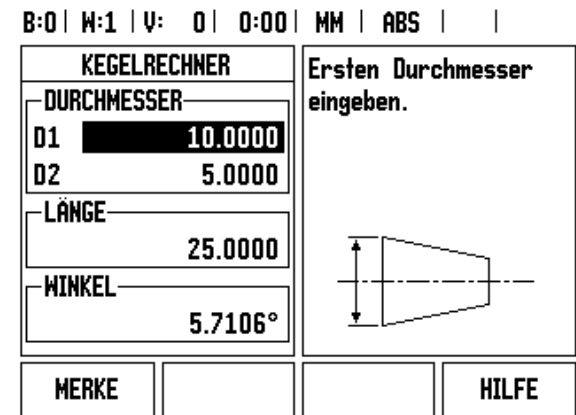 B:0 | W:1 | V: 0 | 0:00 | MM | ABS | |
KEGELRECHNER
DURCHMESSER
D1 10.0000
D2 5.0000
LÄNGE
25.0000
WINKEL
5.7106°
Ersten Durchmesser
eingeben.
MERKE
HILFE